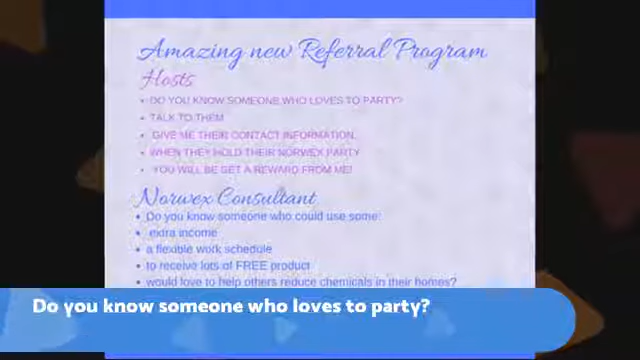 Amazing new Referral Program
Hosts
• DO YOU KNOW SOMEONE WHO LOVES TO PARTY?
• TALK TO THEM
• GIVE ME THEIR CONTACT INFORMATION.
• WHEN THEY HOLD THEIR NORWEX PARTY
• YOU WILL BE GET A REWARD FROM ME!
Norwex Consultant
• Do you know someone who could use some:
• extra income
• a flexible work schedule
• to receive lots of FREE product
• would love to help others reduce chemicals in their homes?
Do you know someone who loves to party?